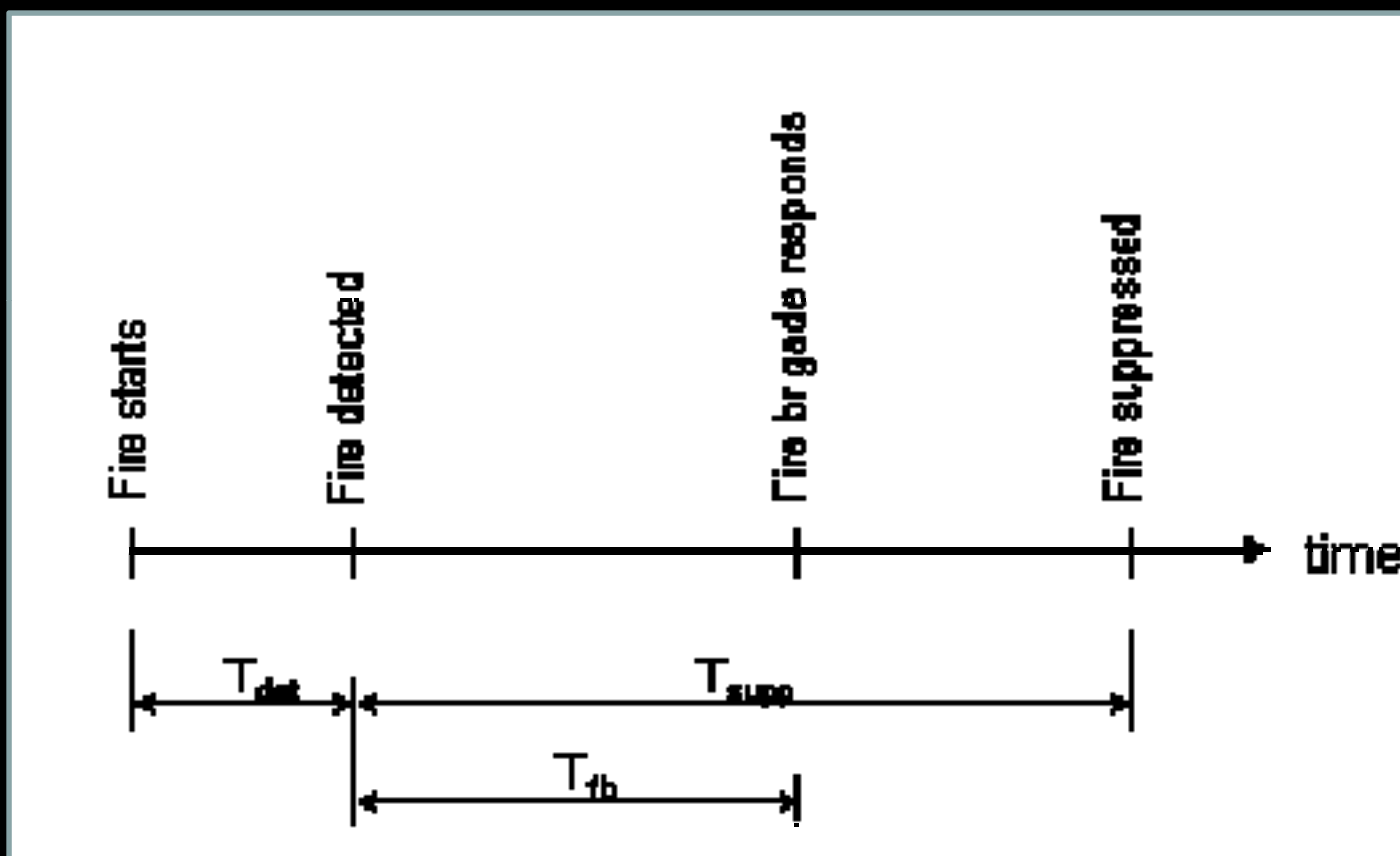 Fire starts
Fire detected
Fire br gade responds
Fire suppressed
time
Tdet
Tsupp
Tfb